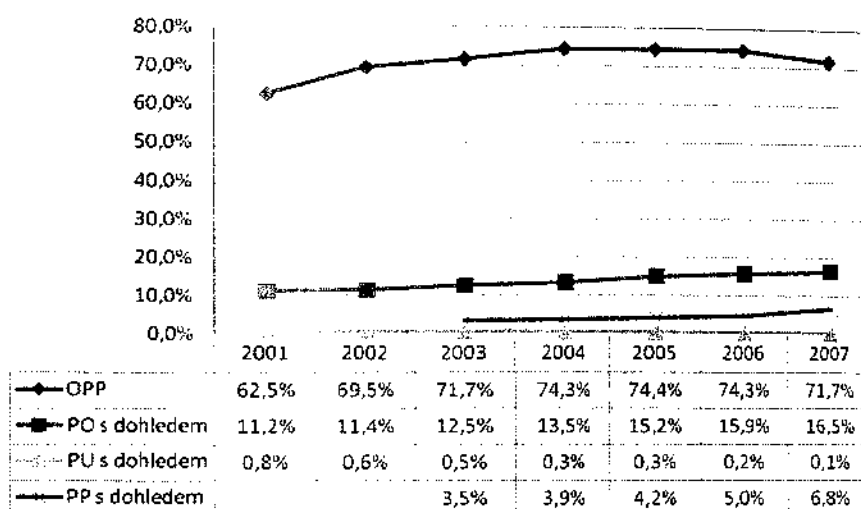 80,0%
70,0%
60,0%
50,0%
40,0%
30,0%
20,0%
10,0%
0,0%
2001 2002 2003 2004 2005 2006 2007
OPP 62,5% 69,5% 71,7% 74,3% 74,4% 74,3% 71,7%
PO s dohledem 11,2% 11,4% 12,5% 13,5% 15,2% 15,9% 16,5%
PU s dohledem 0,8% 0,6% 0,5% 0,3% 0,3% 0,2% 0,1%
PP s dohledem 3,5% 3,9% 4,2% 5,0% 6,8%